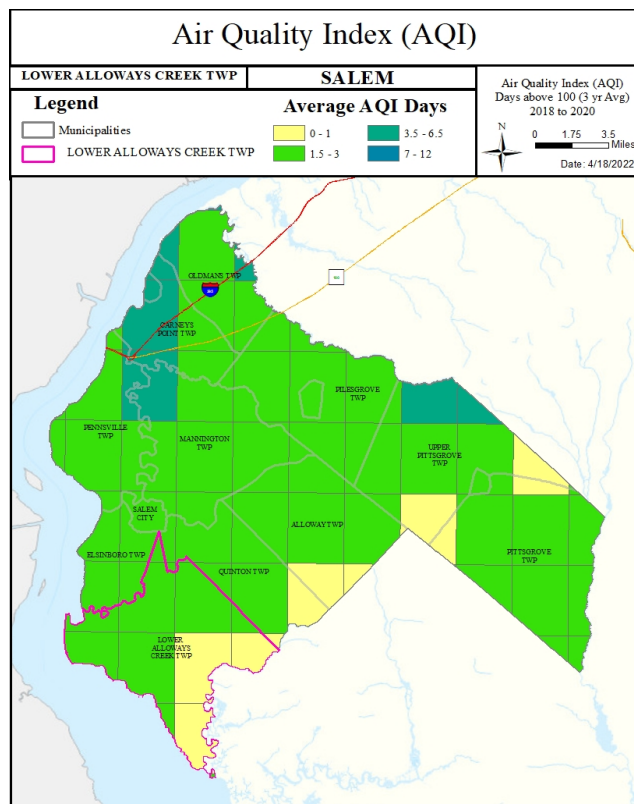 Air Quality Index (AQI)
LOWER ALLOWAYS CREEK TWP
SALEM
Legend
Municipalities
LOWER ALLOWAYS CREEK TWP
Average AQI Days
0 - 1
3.5 - 6.5
1.5 - 3
7 - 12
Air Quality Index (AQI)
Days above 100 (3 yr Avg)
2018 to 2020
N
0 1.75 3.5
Miles
Date: 4/18/2022
OLDMANS TWP
CARNEYS
POINT TWP
PILESGROVE
TWP
PENNSVILLE
TWP
MANNINGTON
TWP
UPPER
PITTSGROVE
TWP
SALEM
CITY
ALLOWAY TWP
ELSINBORO TWP
PITTSGROVE
TWP
QUINTON TWP
LOWER
ALLOWAYS
CREEK TWP